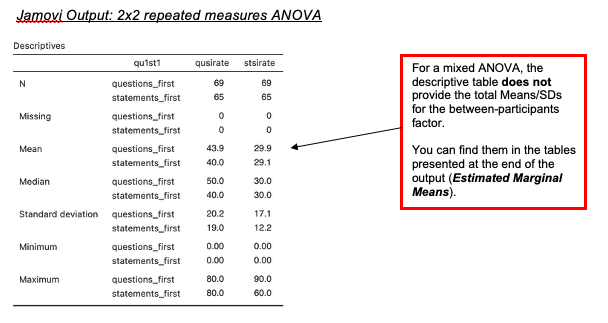 Jamovi Output: 2x2 repeated measures ANOVA
Descriptives
qu1st1 qusirate stsirate
N questions_first 69 69
statements_first 65 65
Missing questions_first 0 0
statements_first 0 0
Mean questions_first 43.9 29.9
statements_first 40.0 29.1
Median questions_first 50.0 30.0
statements_first 40.0 30.0
Standard deviation questions_first 20.2 17.1
statements_first 19.0 12.2
Minimum questions_first 0.00 0.00
statements_first 0.00 0.00
Maximum questions_first 80.0 90.0
statements_first 80.0 60.0
For a mixed ANOVA, the
descriptive table does not
provide the total Means/SDs
for the between-participants
factor.
You can find them in the tables
presented at the end of the
output (Estimated Marginal
Means).